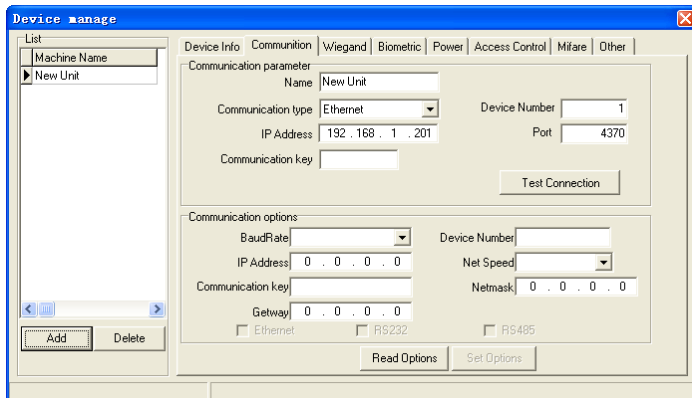 Device manage
List
Machine Name
New Unit
Add Delete
Device Info Communition Wiegand Biometric Power Access Control Mifare Other
Communication parameter
Name New Unit
Communication type Ethernet Device Number 1
IP Address 192 . 168 . 1 . 201 Port 4370
Communication key
Test Connection
Communication options
BaudRate Device Number
IP Address 0 . 0 . 0 . 0 Net Speed
Communication key Netmask 0 . 0 . 0 . 0
Getway 0 . 0 . 0 . 0
Ethernet RS232 RS485
Read Options Set Options